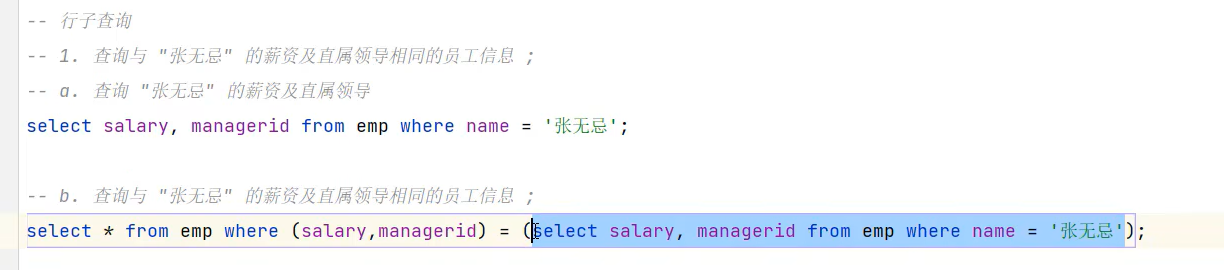 -- 行子查询
-- 1. 查询与 "张无忌" 的薪资及直属领导相同的员工信息 ;
-- a. 查询 "张无忌" 的薪资及直属领导
select salary, managerid from emp where name = '张无忌';
-- b. 查询与 "张无忌" 的薪资及直属领导相同的员工信息 ;
select * from emp where (salary,managerid) = (select salary, managerid from emp where name = '张无忌');